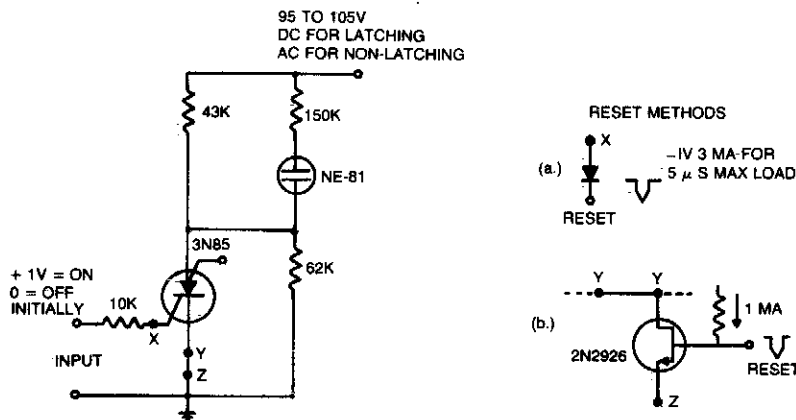 95 TO 105V
DC FOR LATCHING
AC FOR NON-LATCHING
43K
150K
NE-81
3N85
62K
+ 1V = ON
0 = OFF
INITIALLY
10K
X
Y
Z
INPUT
RESET METHODS
(a.)
X
–IV 3 MA-FOR
5 μ S MAX LOAD
RESET
Y
Y
(b.)
1 MA
2N2926
RESET
Z